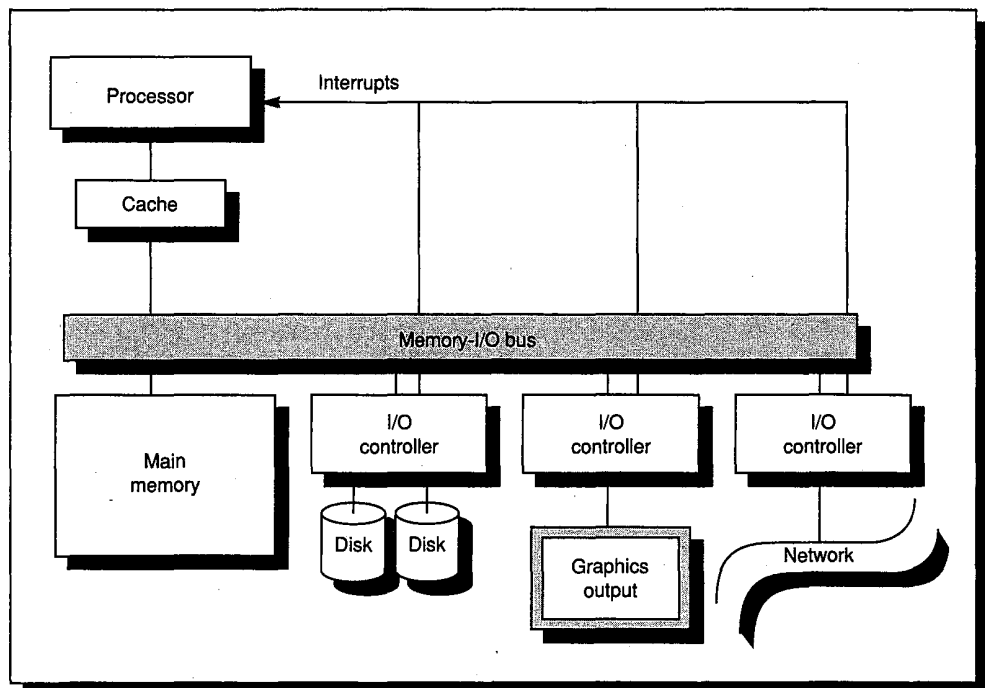 Processor
Interrupts
Cache
Memory-I/O bus
Main
memory
I/O
controller
I/O
controller
I/O
controller
Disk
Disk
Graphics
output
Network